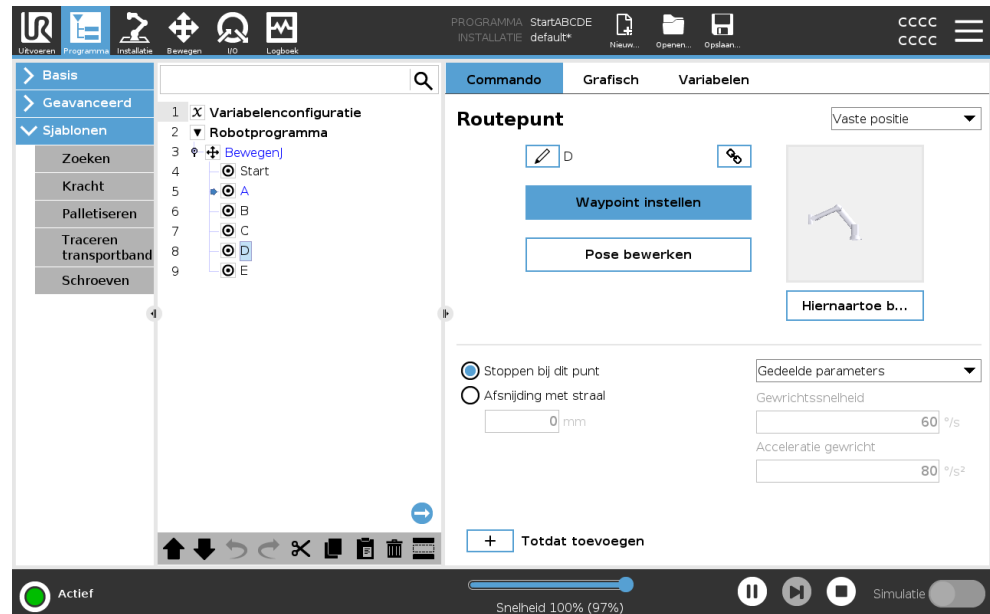 PROGRAMMA StartABCDE
INSTALLATIE default*
Nieuw...
Openen...
Opslaan...
CCCC
CCCC
Uitvoeren
Programma
Installatie
Bewegen
I/O
Logboek
Basis
Geavanceerd
Sjablonen
Zoeken
Kracht
Palletiseren
Traceren
transportband
Schroeven
1 x Variabelenconfiguratie
2 Robotprogramma
3 BewegenJ
4 Start
5 A
6 B
7 C
8 D
9 E
Commando Grafisch Variabelen
Routepunt
Vaste positie
D
Waypoint instellen
Pose bewerken
Hiernaartoe b...
Stoppen bij dit punt
Afsnijding met straal
0 mm
Gedeelde parameters
Gewrichtssnelheid
60 °/s
Acceleratie gewricht
80 °/s²
+ Totdat toevoegen
Actief
Snelheid 100% (97%)
Simulatie